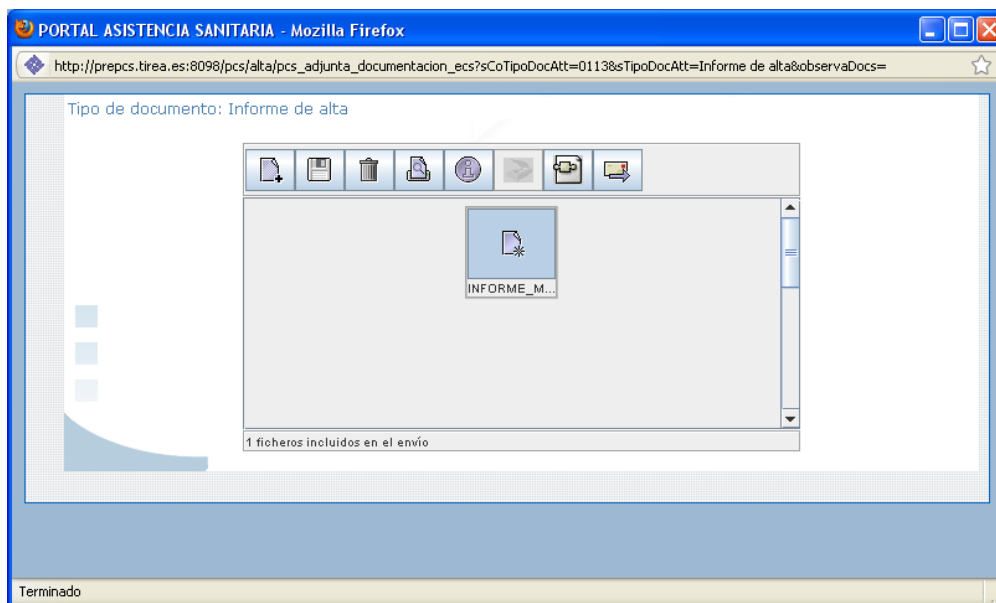 PORTAL ASISTENCIA SANITARIA - Mozilla Firefox
http://prepcs.tirea.es:8098/pcs/alta/pcs_adjunta_documentacion_ecs?sCoTipoDocAtt=0113&sTipoDocAtt=Informe de alta&observaDocs=
Tipo de documento: Informe de alta
INFORME_M...
1 ficheros incluidos en el envío
Terminado